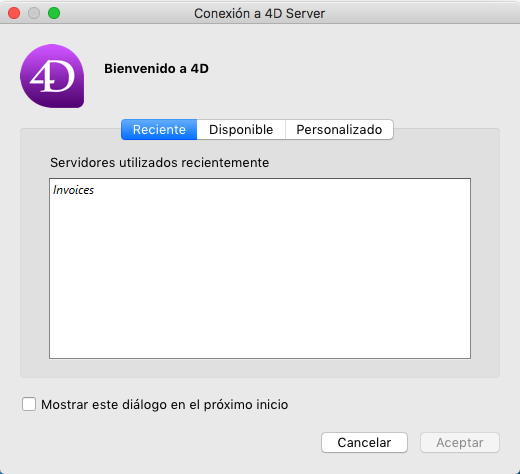 Conexión a 4D Server
4D
Bienvenido a 4D
Reciente
Disponible
Personalizado
Servidores utilizados recientemente
Invoices
Mostrar este diálogo en el próximo inicio
Cancelar
Aceptar